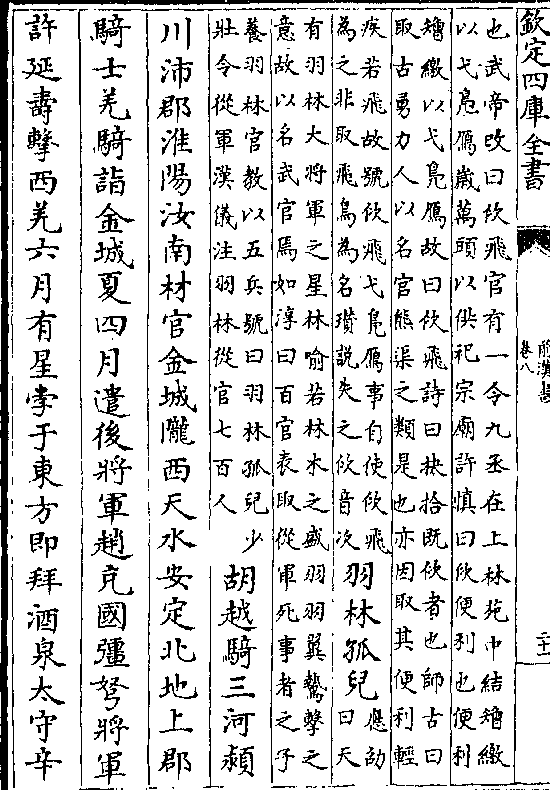 欽定四庫全書
前漢書
卷八
二十
也武帝改曰佽飛官有一令九丞在上林苑中結矰繳
以弋鳬鴈歲萬頭以供祀宗廟許慎曰佽便利也便利
矰繳以弋鳬鴈故曰佽飛詩曰抉拾既佽者也師古曰
取古勇力人以名官熊渠之類是也亦因取其便利輕
疾若飛故號佽飛弋鳬鴈事自使佽飛
為之非取飛鳥為名瓚説失之佽音次
羽林孤兒
應劭
曰天
有羽林大將軍之星林喻若林木之盛羽羽翼鷙擊之
意故以名武官焉如淳曰百官表取從軍死事者之子
養羽林官教以五兵號曰羽林孤兒少
壯令從軍漢儀注羽林從官七百人
胡越騎三河潁
川沛郡淮陽汝南材官金城隴西天水安定北地上郡
騎士羌騎詣金城夏四月遣後將軍趙充國彊弩將軍
許延壽擊西羌六月有星孛于東方即拜酒泉太守辛